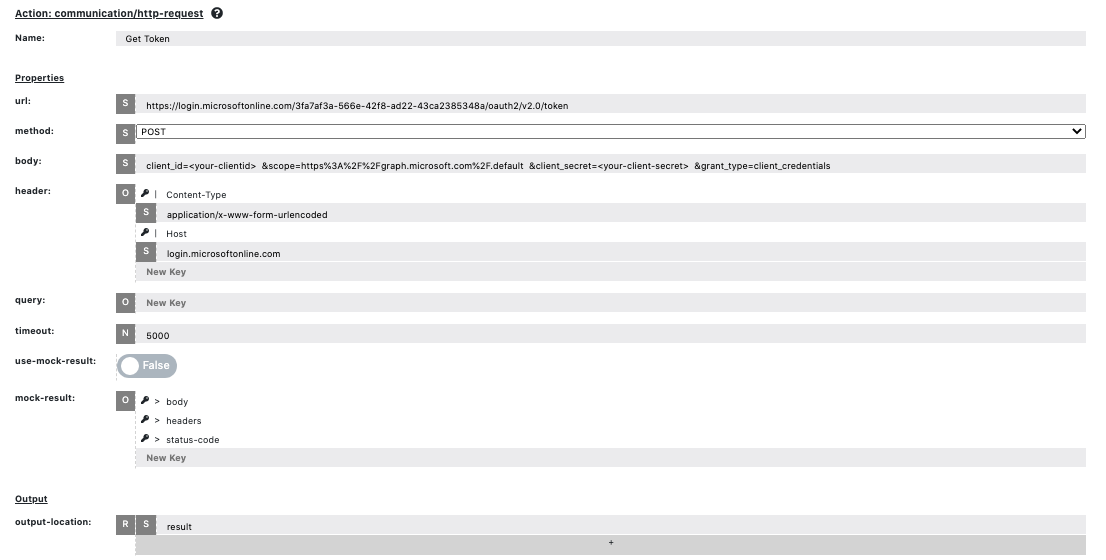 Action: communication/http-request ?
Name: Get Token
Properties
url: S https://login.microsoftonline.com/3fa7af3a-566e-42f8-ad22-43ca2385348a/oauth2/v2.0/token
method: S POST
body: S client_id=<your-clientid> &scope=https%3A%2F%2Fgraph.microsoft.com%2F.default &client_secret=<your-client-secret> &grant_type=client_credentials
header: O | Content-Type
S application/x-www-form-urlencoded
| Host
S login.microsoftonline.com
New Key
query: O New Key
timeout: N 5000
use-mock-result: False
mock-result: O > body
> headers
> status-code
New Key
Output
output-location: R S result
+